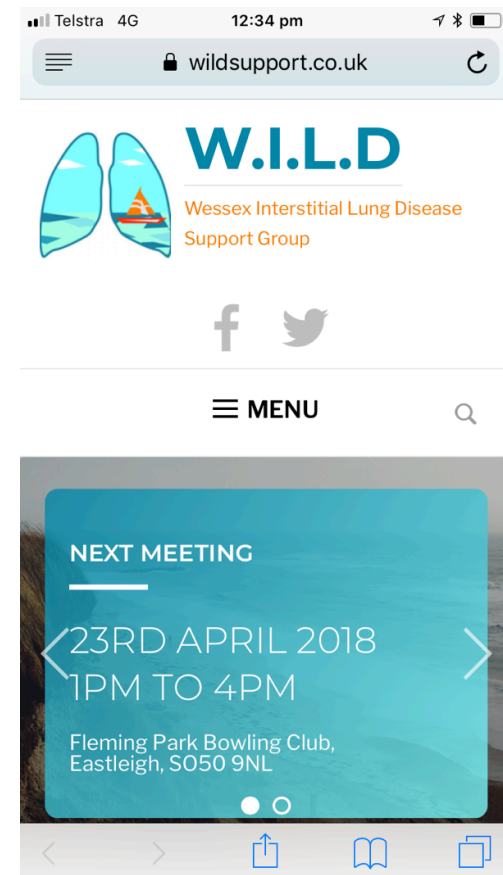 Telstra 4G 12:34 pm
wildsupport.co.uk
W.I.L.D
Wessex Interstitial Lung Disease
Support Group
MENU
NEXT MEETING
23RD APRIL 2018
1PM TO 4PM
Fleming Park Bowling Club,
Eastleigh, SO50 9NL